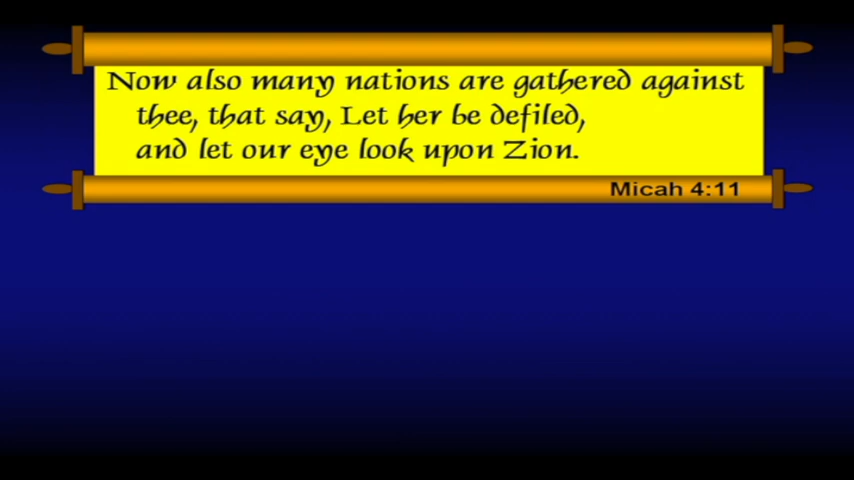 Now also many nations are gathered against
thee, that say, Let her be defiled,
and let our eye look upon Zion.
Micah 4:11